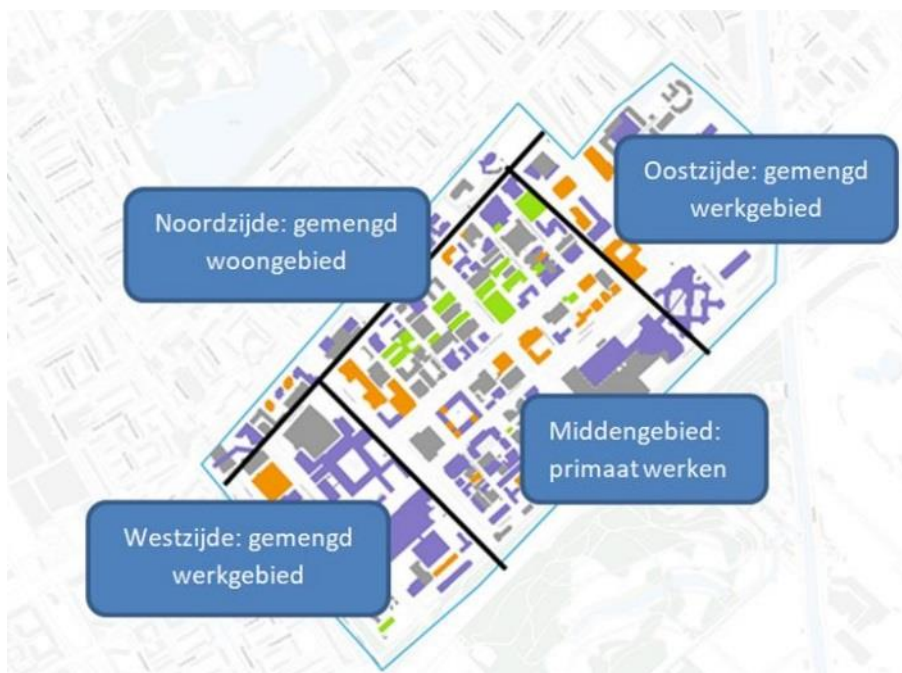 Oostzijde: gemengd
werkgebied
Noordzijde: gemengd
woongebied
Middengebied:
primaat werken
Westzijde: gemengd
werkgebied